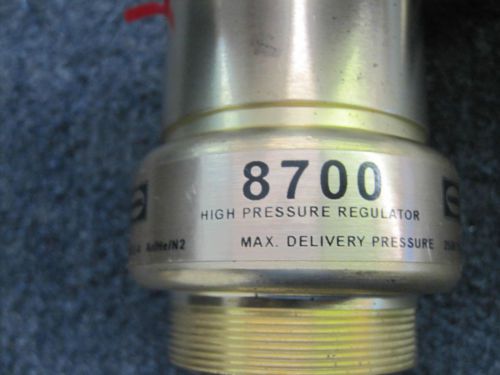 8700
HIGH PRESSURE REGULATOR
Ar/He/N2 MAX. DELIVERY PRESSURE